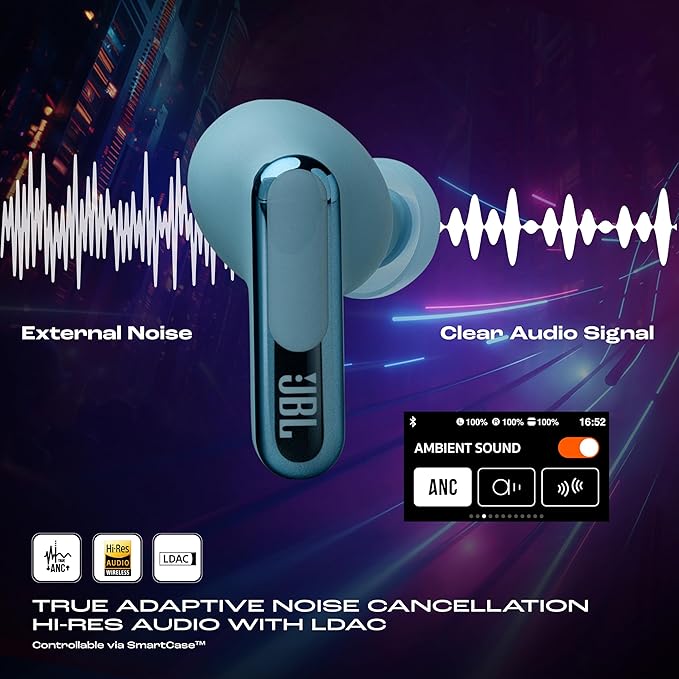 External Noise
Clear Audio Signal
JBL
L 100% R 100% 100% 16:52
AMBIENT SOUND
ANC
TRUE
ANC+
Hi-Res
AUDIO
WIRELESS
LDAC
TRUE ADAPTIVE NOISE CANCELLATION
HI-RES AUDIO WITH LDAC
Controllable via SmartCase™